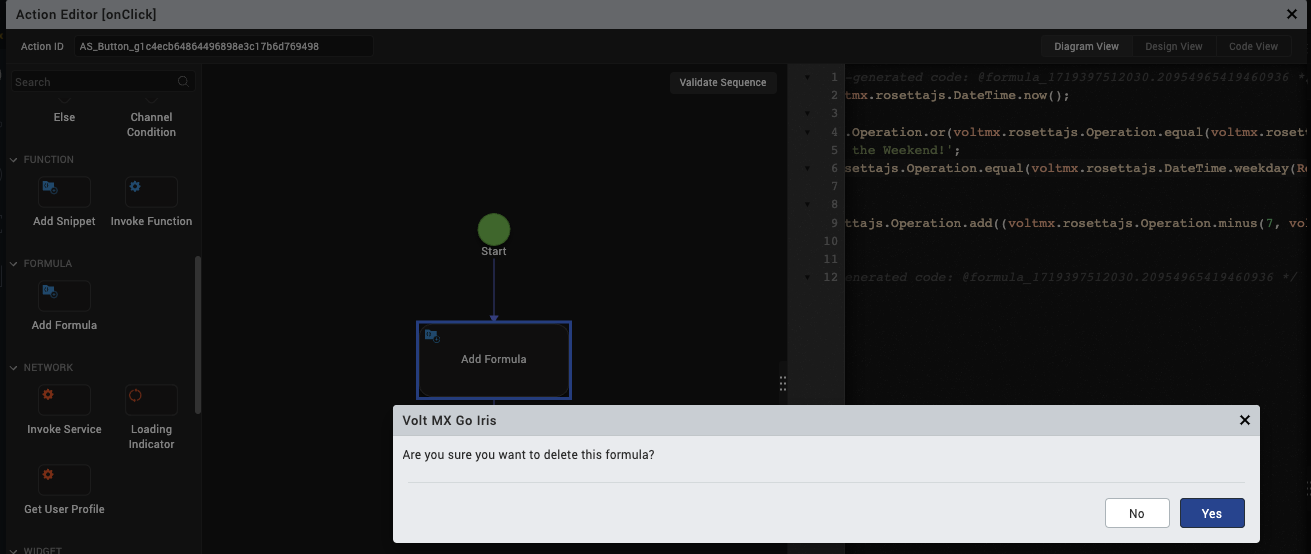 Action Editor [onClick]
Action ID AS_Button_g1c4ecb64864496898e3c17b6d769498
Diagram View Design View Code View
Search
Validate Sequence
Else
Channel Condition
FUNCTION
Add Snippet
Invoke Function
FORMULA
Add Formula
NETWORK
Invoke Service
Loading Indicator
Get User Profile
WIDGET
Start
Add Formula
1 -generated code: @formula_1719397512030.20954965419460936 */
2 tmx.rosettajs.DateTime.now();
3
4 .Operation.or(voltmx.rosettajs.Operation.equal(voltmx.rosett
5 the Weekend!';
6 settajs.Operation.equal(voltmx.rosettajs.DateTime.weekday(Re
7
8
9 ttajs.Operation.add((voltmx.rosettajs.Operation.minus(7, vol
10
11
12 enerated code: @formula_1719397512030.20954965419460936 */
Volt MX Go Iris
Are you sure you want to delete this formula?
No
Yes